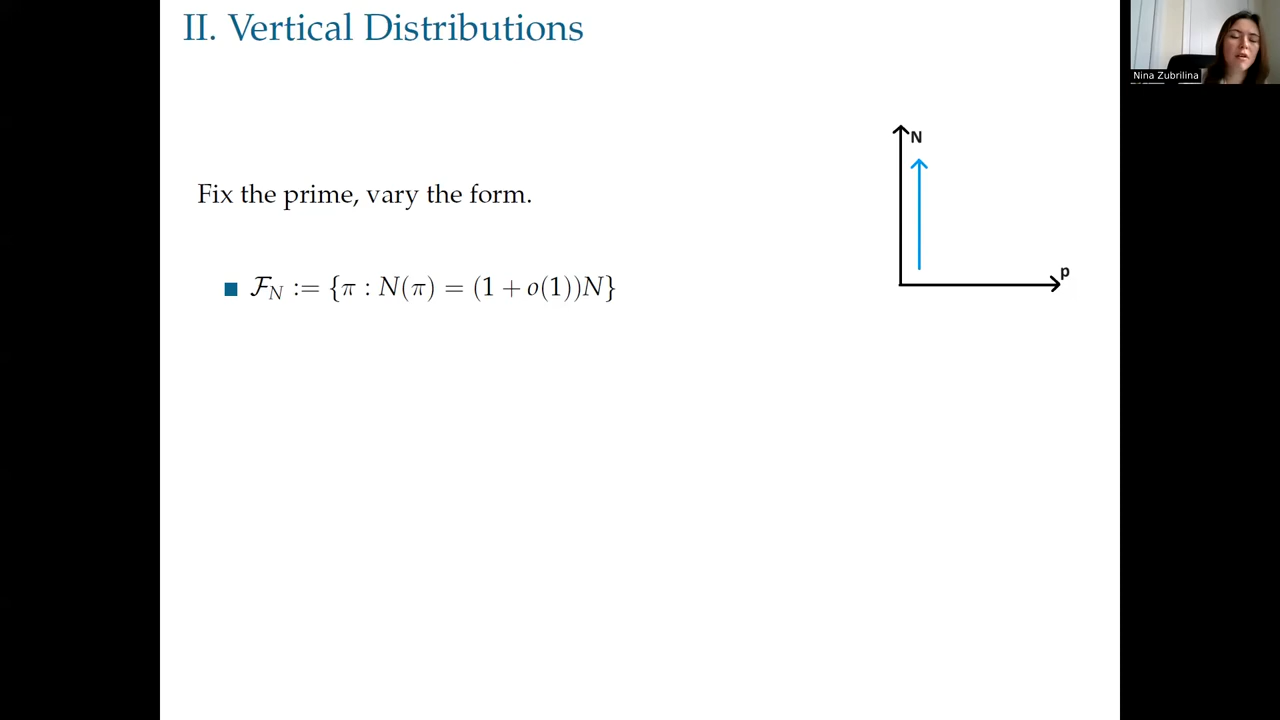 II. Vertical Distributions
Nina Zubrilina
N
Fix the prime, vary the form.
p
■ 𝓕_N := {π : N(π) = (1 + o(1))N}